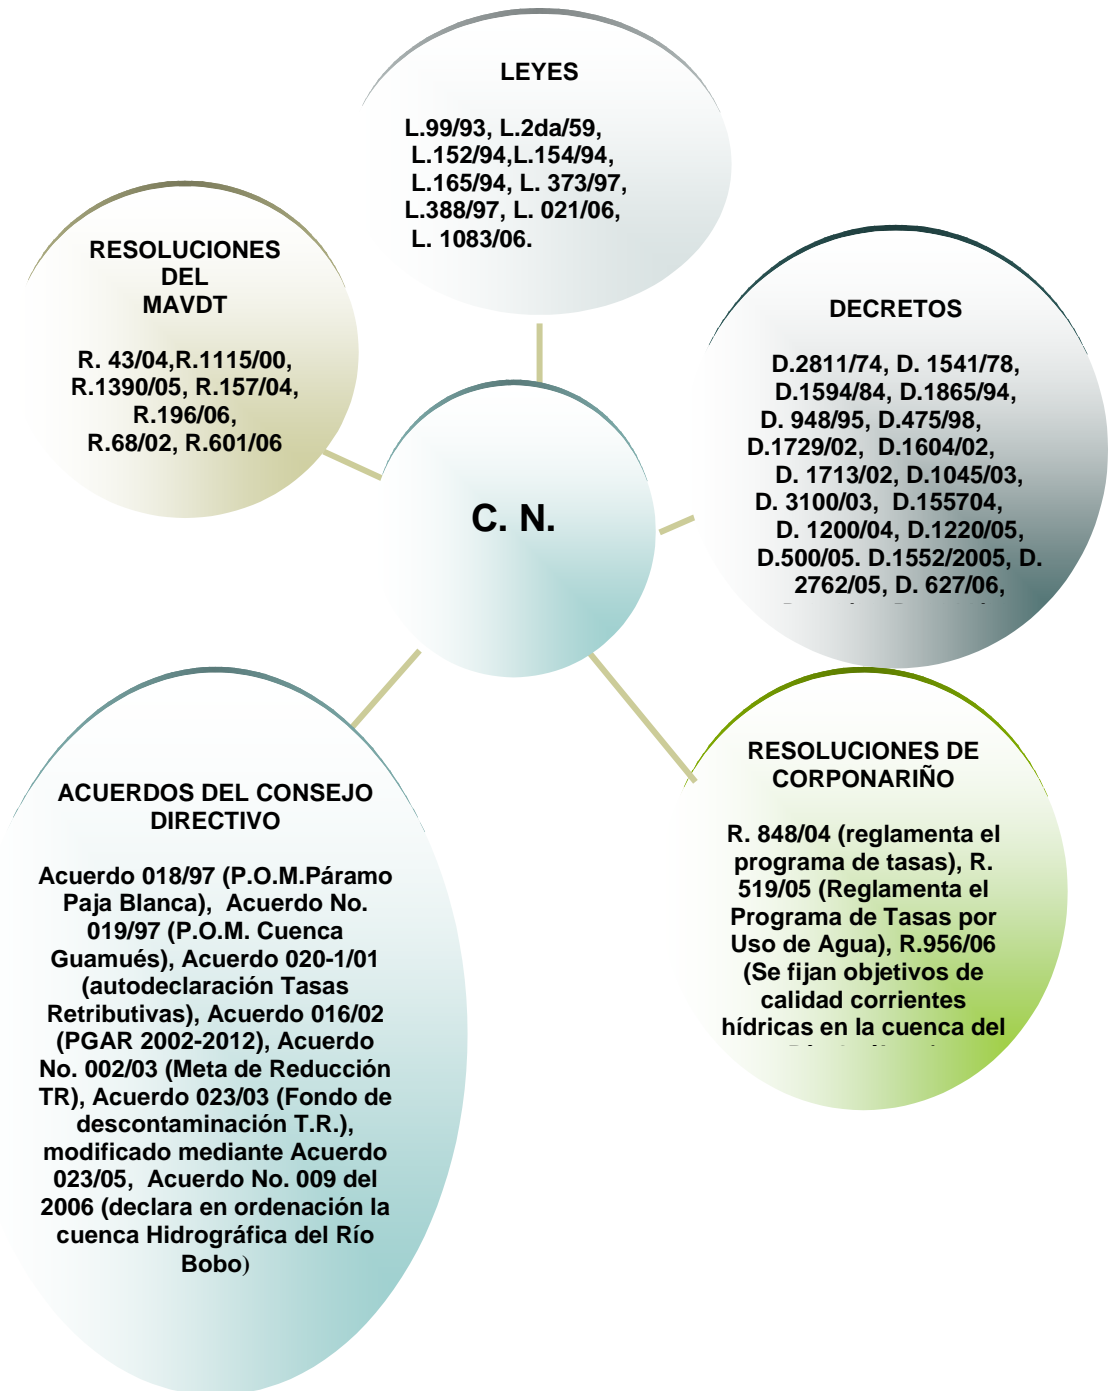 LEYES
L.99/93, L.2da/59,
L.152/94,L.154/94,
L.165/94, L. 373/97,
L.388/97, L. 021/06,
L. 1083/06.
RESOLUCIONES
DEL
MAVDT
R. 43/04,R.1115/00,
R.1390/05, R.157/04,
R.196/06,
R.68/02, R.601/06
DECRETOS
D.2811/74, D. 1541/78,
D.1594/84, D.1865/94,
D. 948/95, D.475/98,
D.1729/02, D.1604/02,
D. 1713/02, D.1045/03,
D. 3100/03, D.155704,
D. 1200/04, D.1220/05,
D.500/05. D.1552/2005, D.
2762/05, D. 627/06,
C. N.
ACUERDOS DEL CONSEJO
DIRECTIVO
Acuerdo 018/97 (P.O.M.Páramo
Paja Blanca), Acuerdo No.
019/97 (P.O.M. Cuenca
Guamués), Acuerdo 020-1/01
(autodeclaración Tasas
Retributivas), Acuerdo 016/02
(PGAR 2002-2012), Acuerdo
No. 002/03 (Meta de Reducción
TR), Acuerdo 023/03 (Fondo de
descontaminación T.R.),
modificado mediante Acuerdo
023/05, Acuerdo No. 009 del
2006 (declara en ordenación la
cuenca Hidrográfica del Río
Bobo)
RESOLUCIONES DE
CORPONARIÑO
R. 848/04 (reglamenta el
programa de tasas), R.
519/05 (Reglamenta el
Programa de Tasas por
Uso de Agua), R.956/06
(Se fijan objetivos de
calidad corrientes
hídricas en la cuenca del